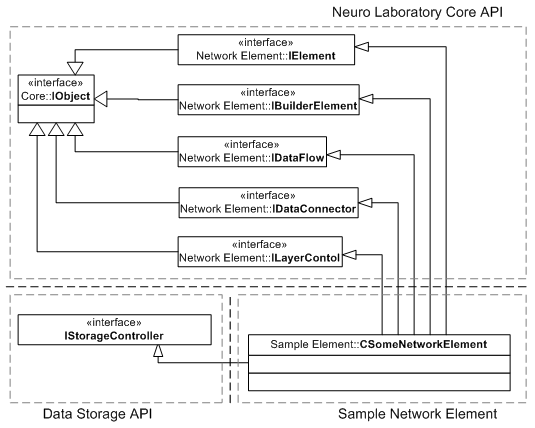 Neuro Laboratory Core API
«interface»
Network Element::IElement
«interface»
Core::IObject
«interface»
Network Element::IBuilderElement
«interface»
Network Element::IDataFlow
«interface»
Network Element::IDataConnector
«interface»
Network Element::ILayerContol
«interface»
IStorageController
Sample Element::CSomeNetworkElement
Data Storage API
Sample Network Element